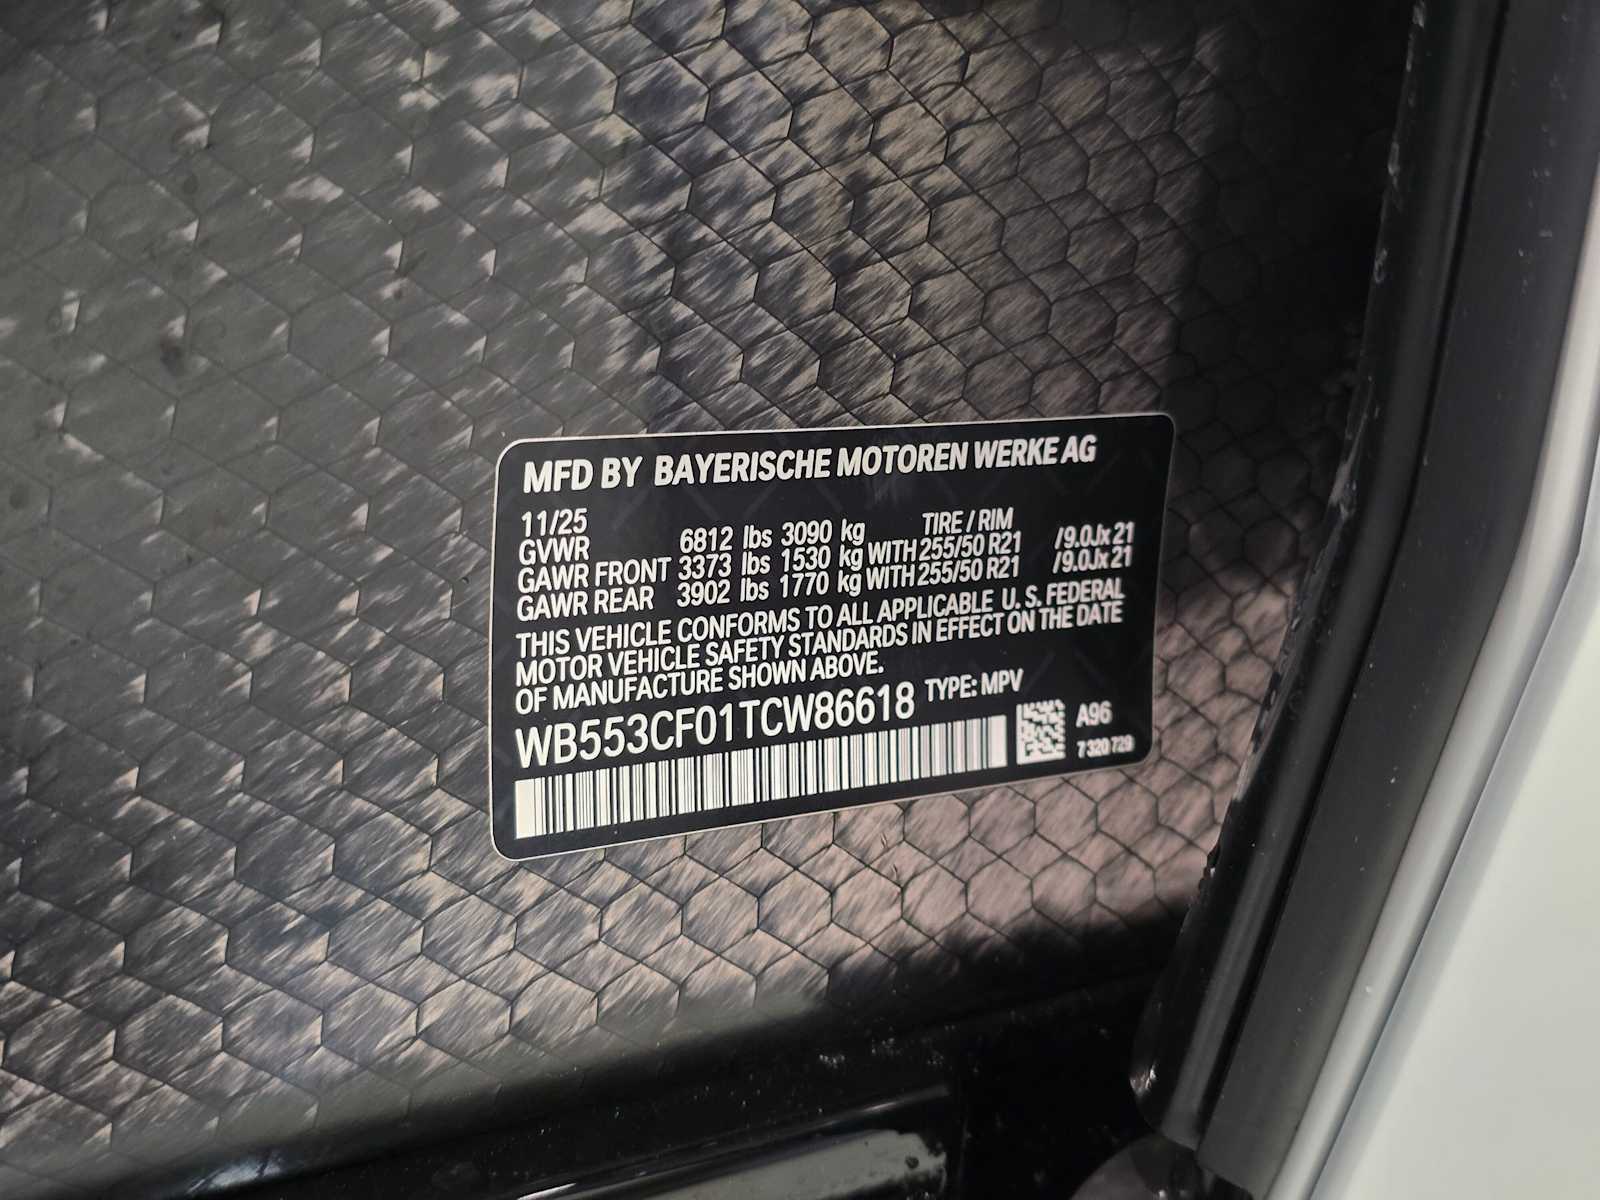 MFD BY BAYERISCHE MOTOREN WERKE AG
11/25 TIRE / RIM
GVWR 6812 lbs 3090 kg
GAWR FRONT 3373 lbs 1530 kg WITH 255/50 R21 /9.0Jx 21
GAWR REAR 3902 lbs 1770 kg WITH 255/50 R21 /9.0Jx 21
THIS VEHICLE CONFORMS TO ALL APPLICABLE U. S. FEDERAL
MOTOR VEHICLE SAFETY STANDARDS IN EFFECT ON THE DATE
OF MANUFACTURE SHOWN ABOVE.
WB553CF01TCW86618 TYPE: MPV
A96
7 320 729